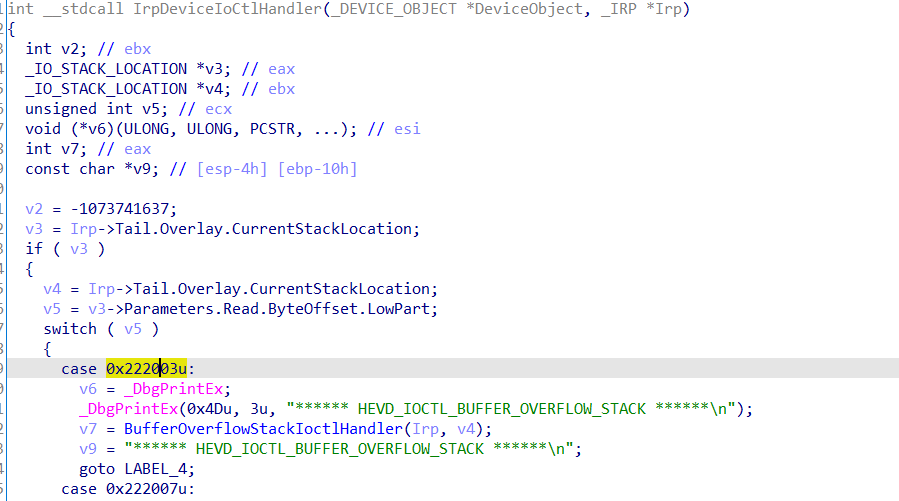 int __stdcall IrpDeviceIoCtlHandler(_DEVICE_OBJECT *DeviceObject, _IRP *Irp)
{
int v2; // ebx
_IO_STACK_LOCATION *v3; // eax
_IO_STACK_LOCATION *v4; // ebx
unsigned int v5; // ecx
void (*v6)(ULONG, ULONG, PCSTR, ...); // esi
int v7; // eax
const char *v9; // [esp-4h] [ebp-10h]
v2 = -1073741637;
v3 = Irp->Tail.Overlay.CurrentStackLocation;
if ( v3 )
{
v4 = Irp->Tail.Overlay.CurrentStackLocation;
v5 = v3->Parameters.Read.ByteOffset.LowPart;
switch ( v5 )
{
case 0x222003u:
v6 = _DbgPrintEx;
_DbgPrintEx(0x4Du, 3u, "****** HEVD_IOCTL_BUFFER_OVERFLOW_STACK ******\n");
v7 = BufferOverflowStackIoctlHandler(Irp, v4);
v9 = "****** HEVD_IOCTL_BUFFER_OVERFLOW_STACK ******\n";
goto LABEL_4;
case 0x222007u: